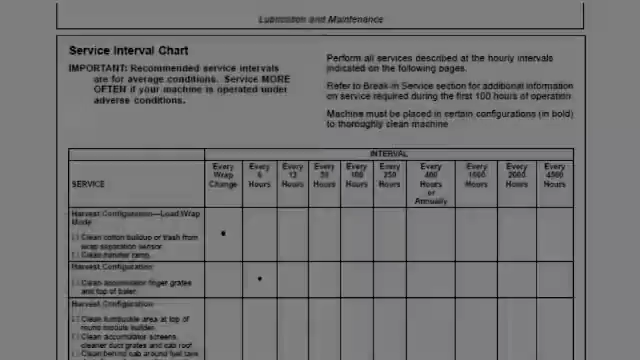 Lubrication and Maintenance
Service Interval Chart
IMPORTANT: Recommended service intervals
are for average conditions. Service MORE
OFTEN if your machine is operated under
adverse conditions.
Perform all services described at the hourly intervals
indicated on the following pages.
Refer to Break-in Service section for additional information
on service required during the first 100 hours of operation
Machine must be placed in certain configurations (in bold)
to thoroughly clean machine
INTERVAL
SERVICE
Every Wrap Change
Every Hours
Every 12 Hours
Every 50 Hours
Every 100 Hours
Every 250 Hours
Every 400 Hours or Annually
Every 1000 Hours
Every 2000 Hours
Every 4500 Hours
Harvest Configuration—Load Wrap
Mode
Clean cotton buildup or trash from
wrap separation sensor.
Clean transfer ramp.
Harvest Configuration
Clean accumulator finger grates
and top of baler.
Harvest Configuration
Clean turnbuckle area at top of
round module builder.
Clean accumulator screens,
cleaner duct grates and cab roof
Clean behind cab around fuel tank